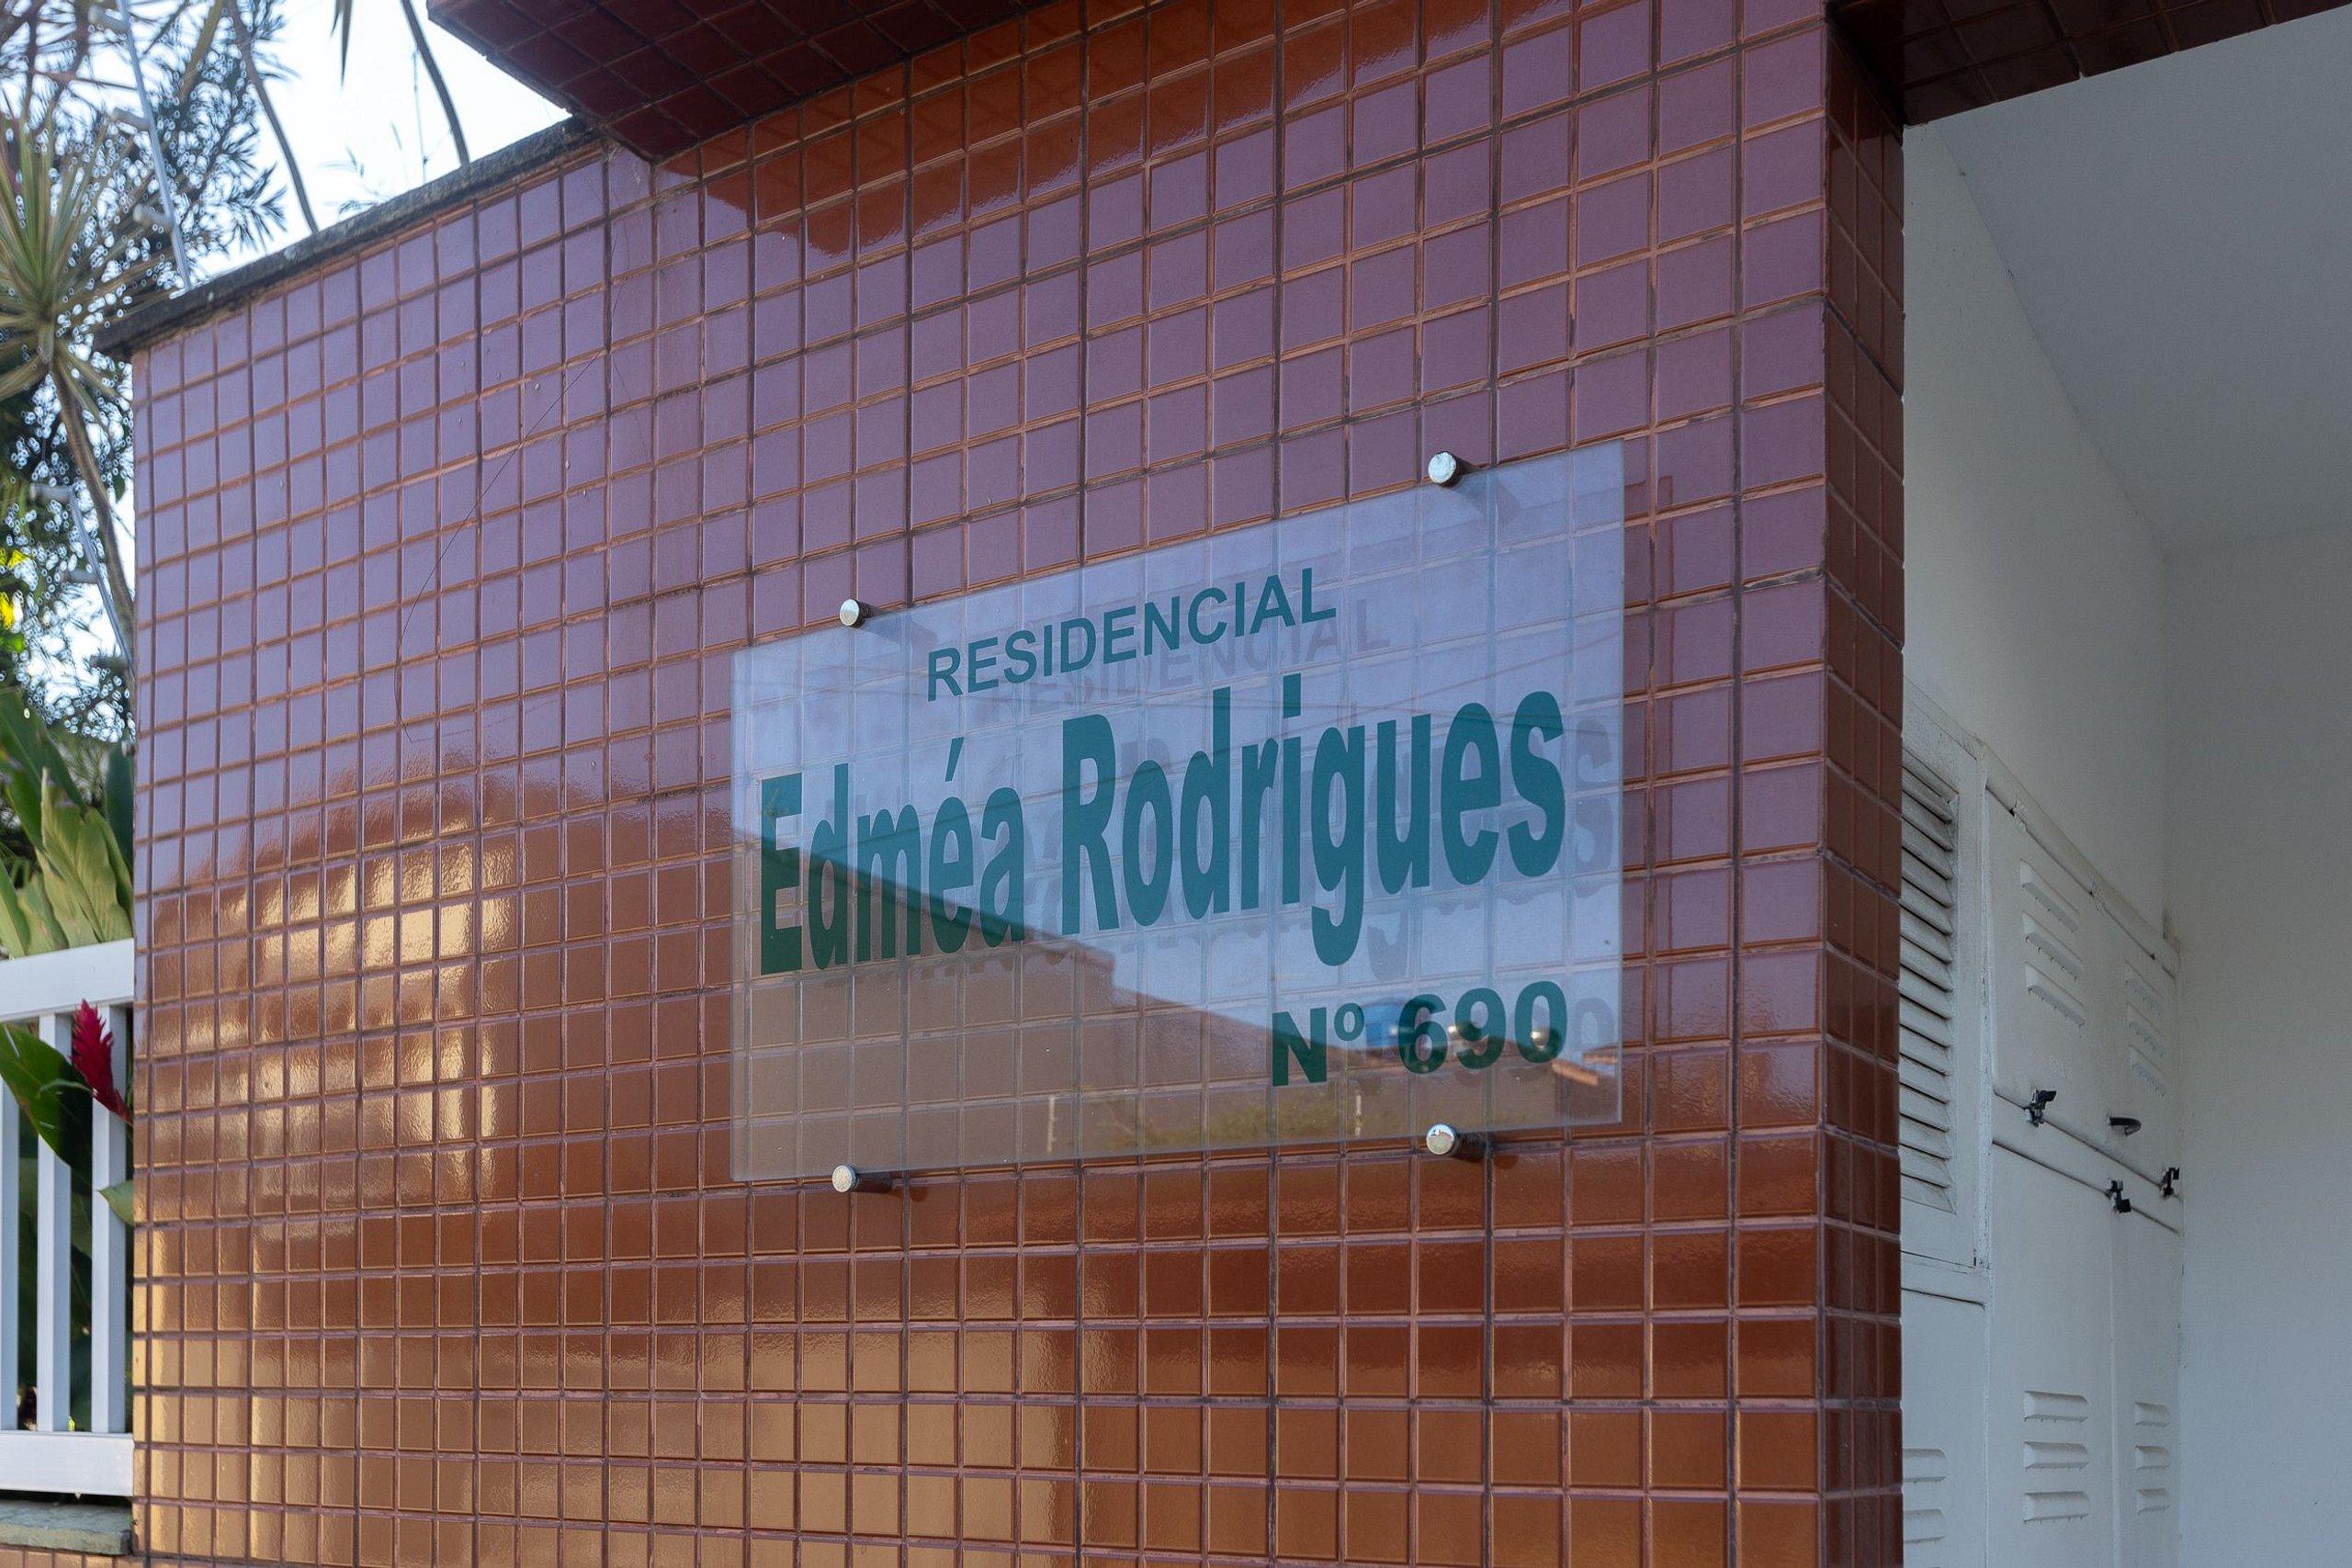 RESIDENCIAL
Edméa Rodrigues
Nº 690